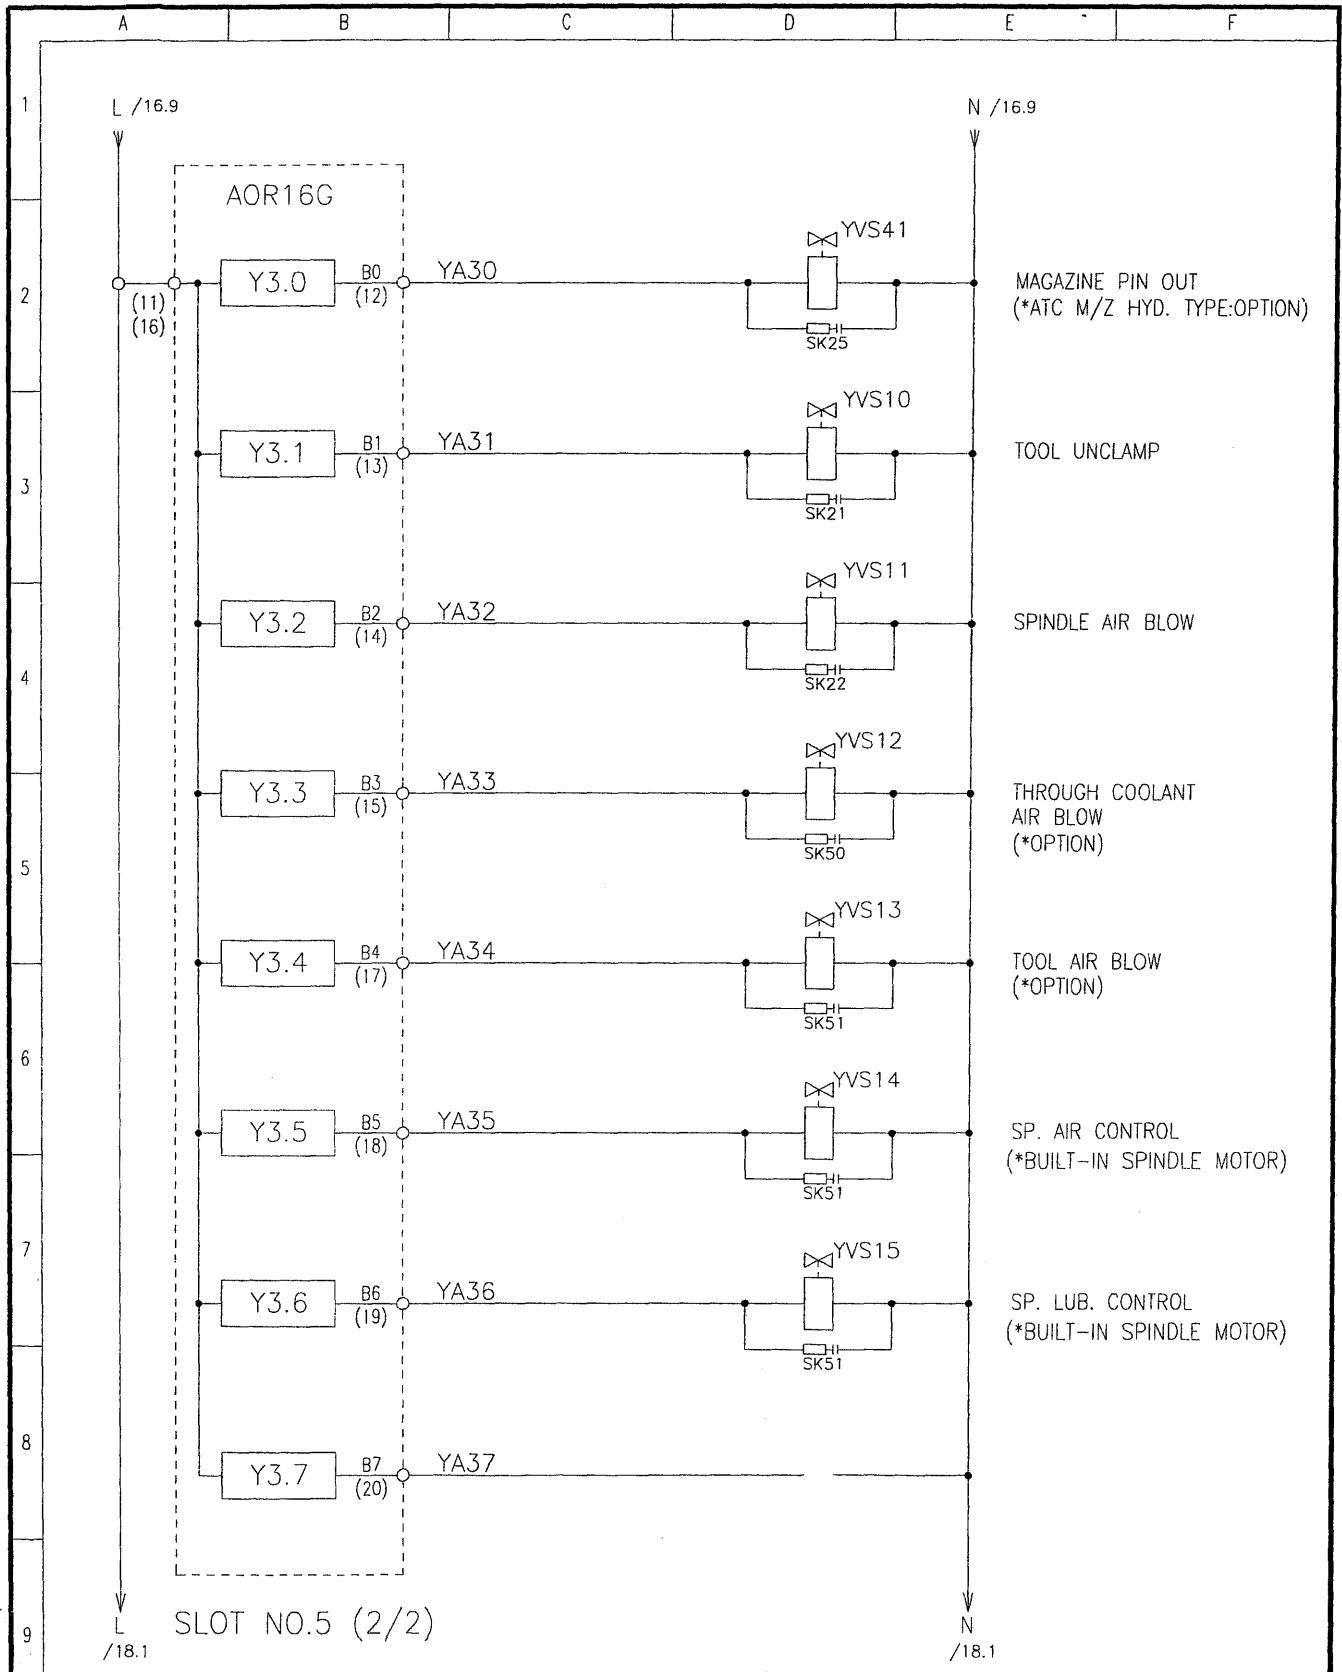 A B C D E F
1
L /16.9 N /16.9
AOR16G
2
Y3.0 B0 YA30 YVS41 MAGAZINE PIN OUT
(11) (12) SK25 (*ATC M/Z HYD. TYPE:OPTION)
(16)
3
Y3.1 B1 YA31 YVS10 TOOL UNCLAMP
(13) SK21
4
Y3.2 B2 YA32 YVS11 SPINDLE AIR BLOW
(14) SK22
5
Y3.3 B3 YA33 YVS12 THROUGH COOLANT
(15) SK50 AIR BLOW
(*OPTION)
6
Y3.4 B4 YA34 YVS13 TOOL AIR BLOW
(17) SK51 (*OPTION)
Y3.5 B5 YA35 YVS14 SP. AIR CONTROL
(18) SK51 (*BUILT-IN SPINDLE MOTOR)
7
Y3.6 B6 YA36 YVS15 SP. LUB. CONTROL
(19) SK51 (*BUILT-IN SPINDLE MOTOR)
8
Y3.7 B7 YA37
(20)
9
L SLOT NO.5 (2/2) N
/18.1 /18.1